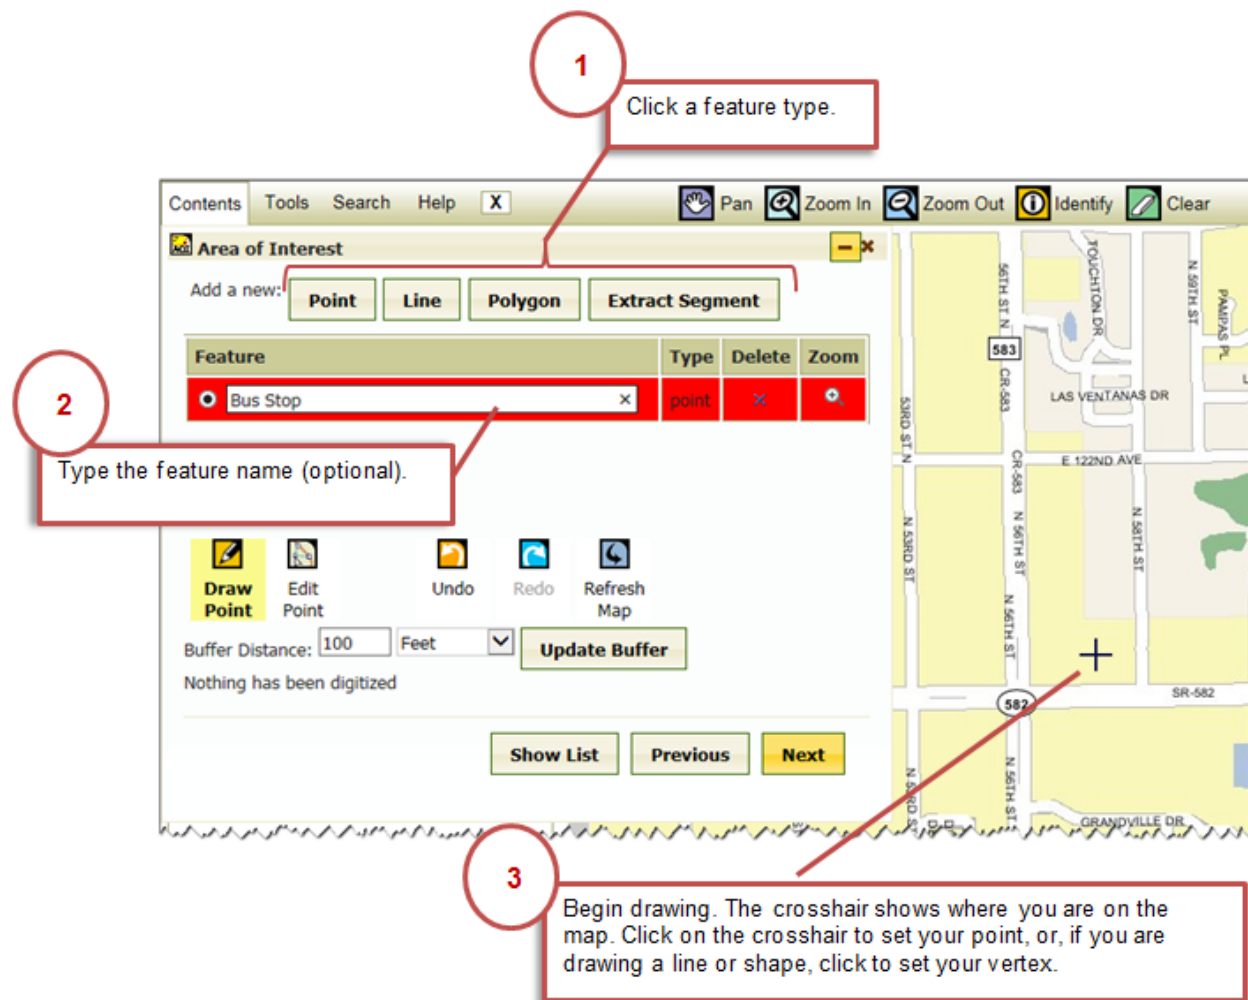 1
Click a feature type.
Contents Tools Search Help X Pan Zoom In Zoom Out Identify Clear
Area of Interest
Add a new: Point Line Polygon Extract Segment
Feature Type Delete Zoom
Bus Stop point
2
Type the feature name (optional).
Draw Point
Edit Point
Undo
Redo
Refresh Map
Buffer Distance: 100 Feet Update Buffer
Nothing has been digitized
Show List Previous Next
56TH ST N
TOUCHTON DR
N 59TH ST
PAMPAS PL
583
CR-583
LAS VENTANAS DR
L
53RD ST N
E 122ND AVE
CR-583
N 53RD ST
N 56TH ST
N 58TH ST
N 56TH ST
SR-582
582
N 53RD ST
N 56TH ST
GRANDVILLE DR
3
Begin drawing. The crosshair shows where you are on the
map. Click on the crosshair to set your point, or, if you are
drawing a line or shape, click to set your vertex.